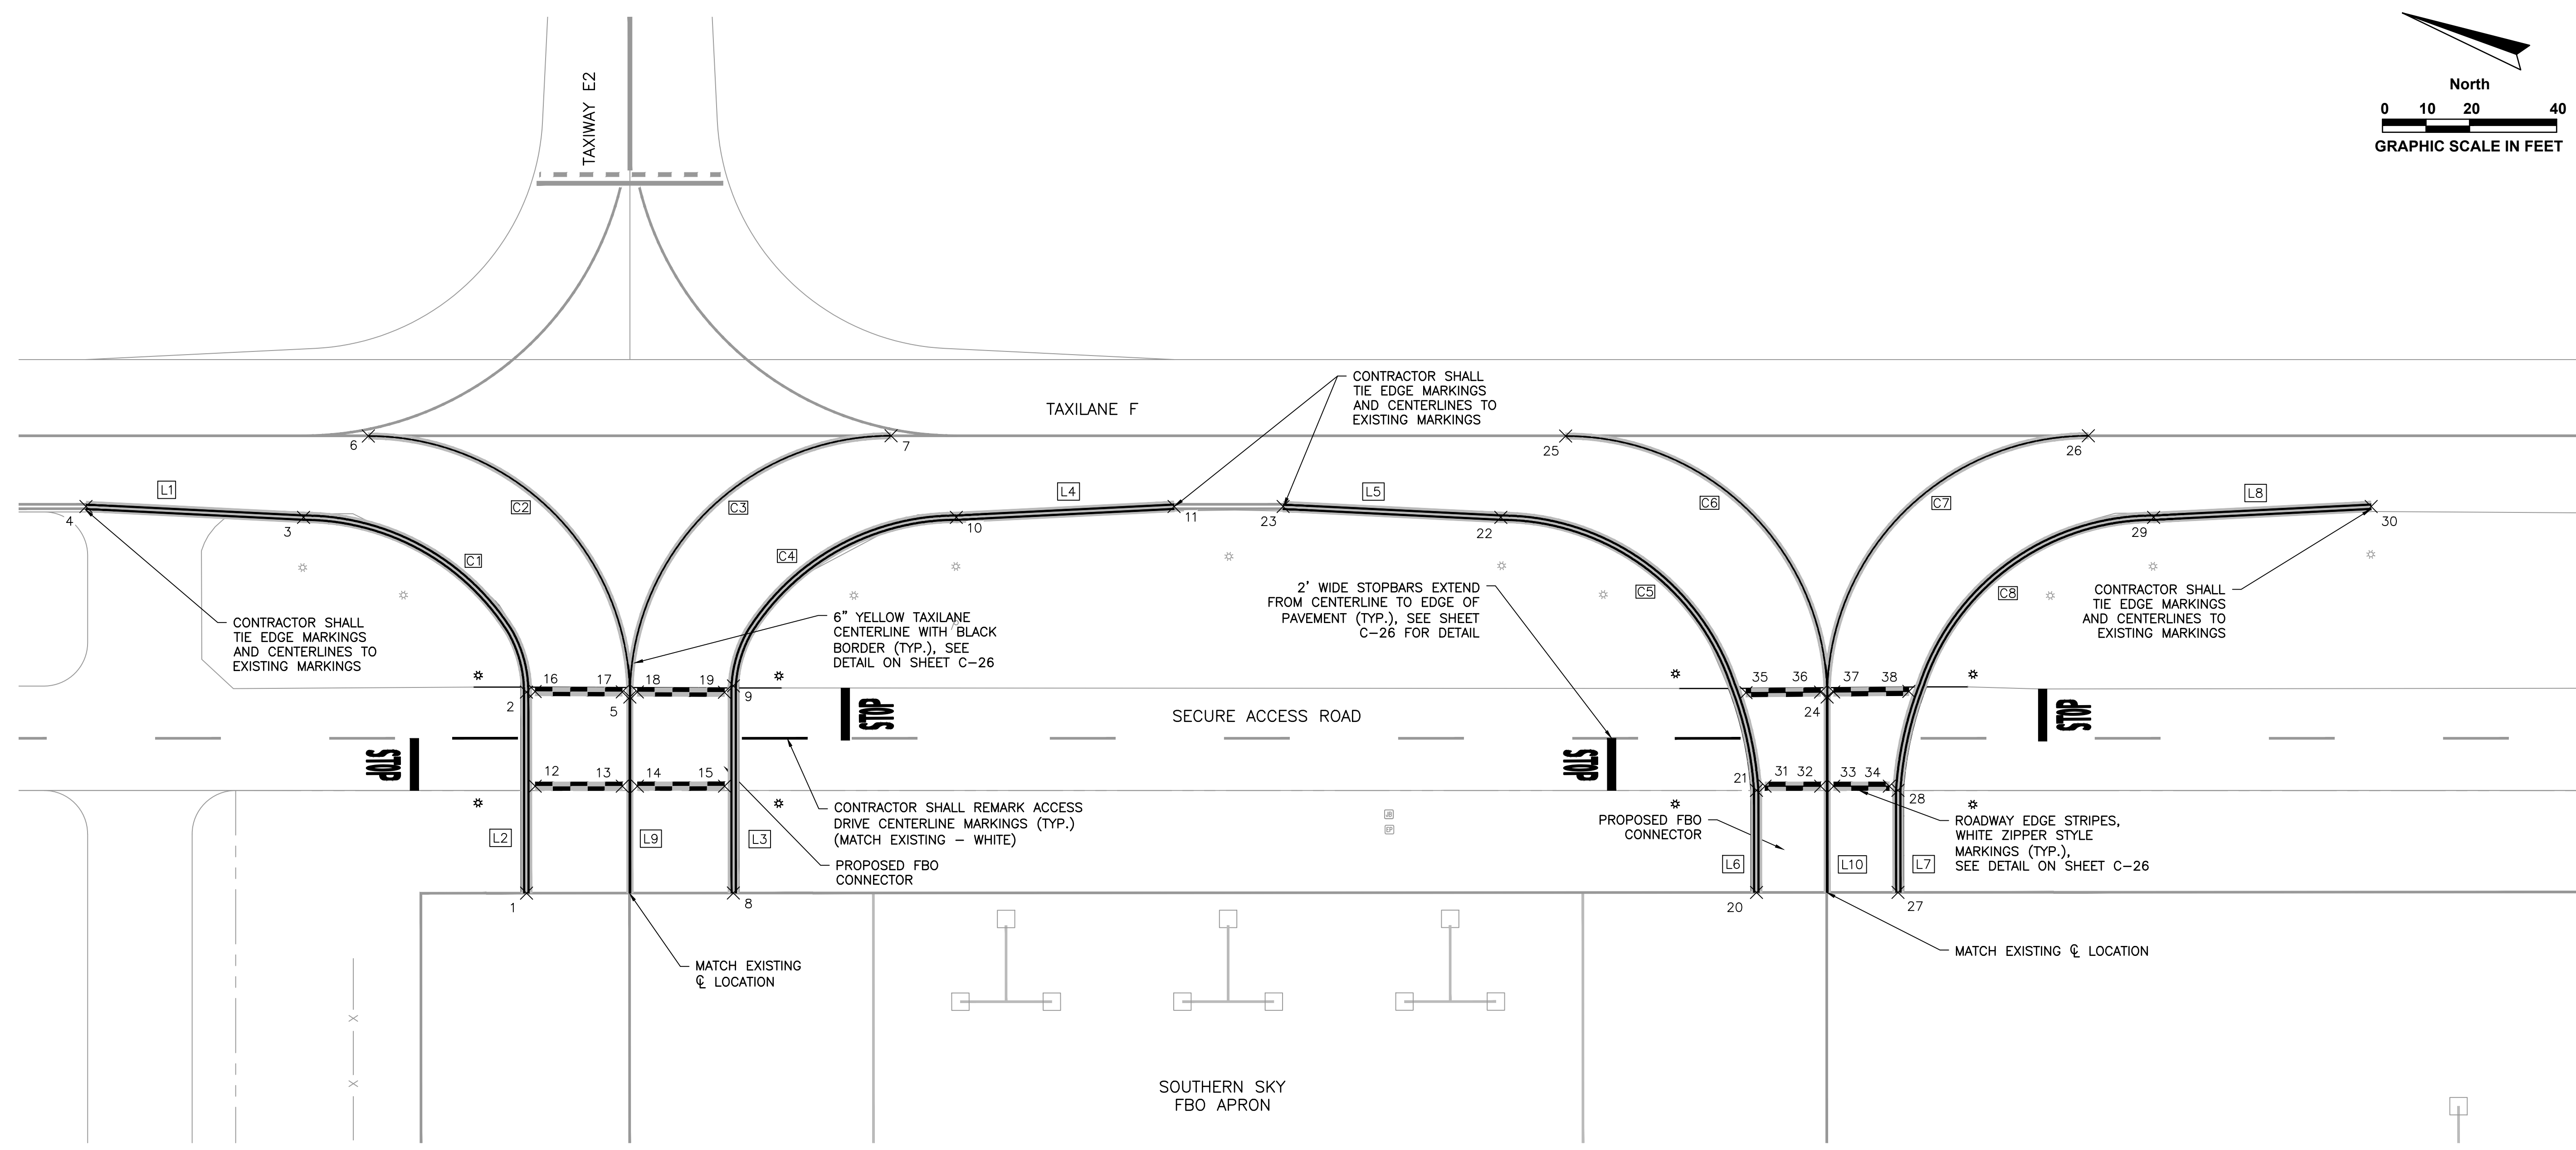 North
0 10 20 40
GRAPHIC SCALE IN FEET
TAXIWAY E2
TAXILANE F
CONTRACTOR SHALL
TIE EDGE MARKINGS
AND CENTERLINES TO
EXISTING MARKINGS
6
7
25
26
L1
C2
C3
L4
L5
C6
C7
L8
4
3
10
11
23
22
29
30
C1
C4
C5
C8
CONTRACTOR SHALL
TIE EDGE MARKINGS
AND CENTERLINES TO
EXISTING MARKINGS
6" YELLOW TAXILANE
CENTERLINE WITH BLACK
BORDER (TYP.), SEE
DETAIL ON SHEET C-26
2' WIDE STOPBARS EXTEND
FROM CENTERLINE TO EDGE OF
PAVEMENT (TYP.), SEE SHEET
C-26 FOR DETAIL
CONTRACTOR SHALL
TIE EDGE MARKINGS
AND CENTERLINES TO
EXISTING MARKINGS
16 17 18 19
35 36 37 38
2
5
9
24
STOP
STOP
SECURE ACCESS ROAD
STOP
STOP
12 13 14 15
21 31 32 33 34
28
CONTRACTOR SHALL REMARK ACCESS
DRIVE CENTERLINE MARKINGS (TYP.)
(MATCH EXISTING - WHITE)
JB
EP
PROPOSED FBO
CONNECTOR
ROADWAY EDGE STRIPES,
WHITE ZIPPER STYLE
MARKINGS (TYP.),
SEE DETAIL ON SHEET C-26
L2
L9
L3
L6
L10
L7
PROPOSED FBO
CONNECTOR
1
8
20
27
MATCH EXISTING
℄ LOCATION
MATCH EXISTING ℄ LOCATION
X
X
SOUTHERN SKY
FBO APRON